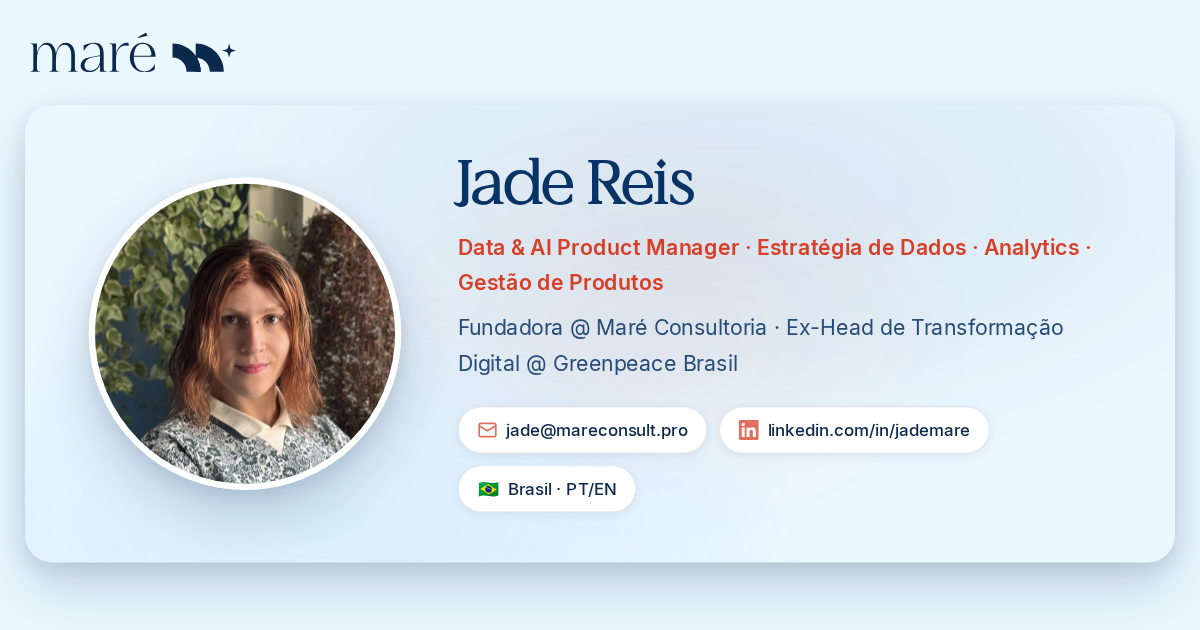 maré
Jade Reis
Data & AI Product Manager · Estratégia de Dados · Analytics ·
Gestão de Produtos
Fundadora @ Maré Consultoria · Ex-Head de Transformação
Digital @ Greenpeace Brasil
jade@mareconsult.pro
linkedin.com/in/jademare
Brasil · PT/EN